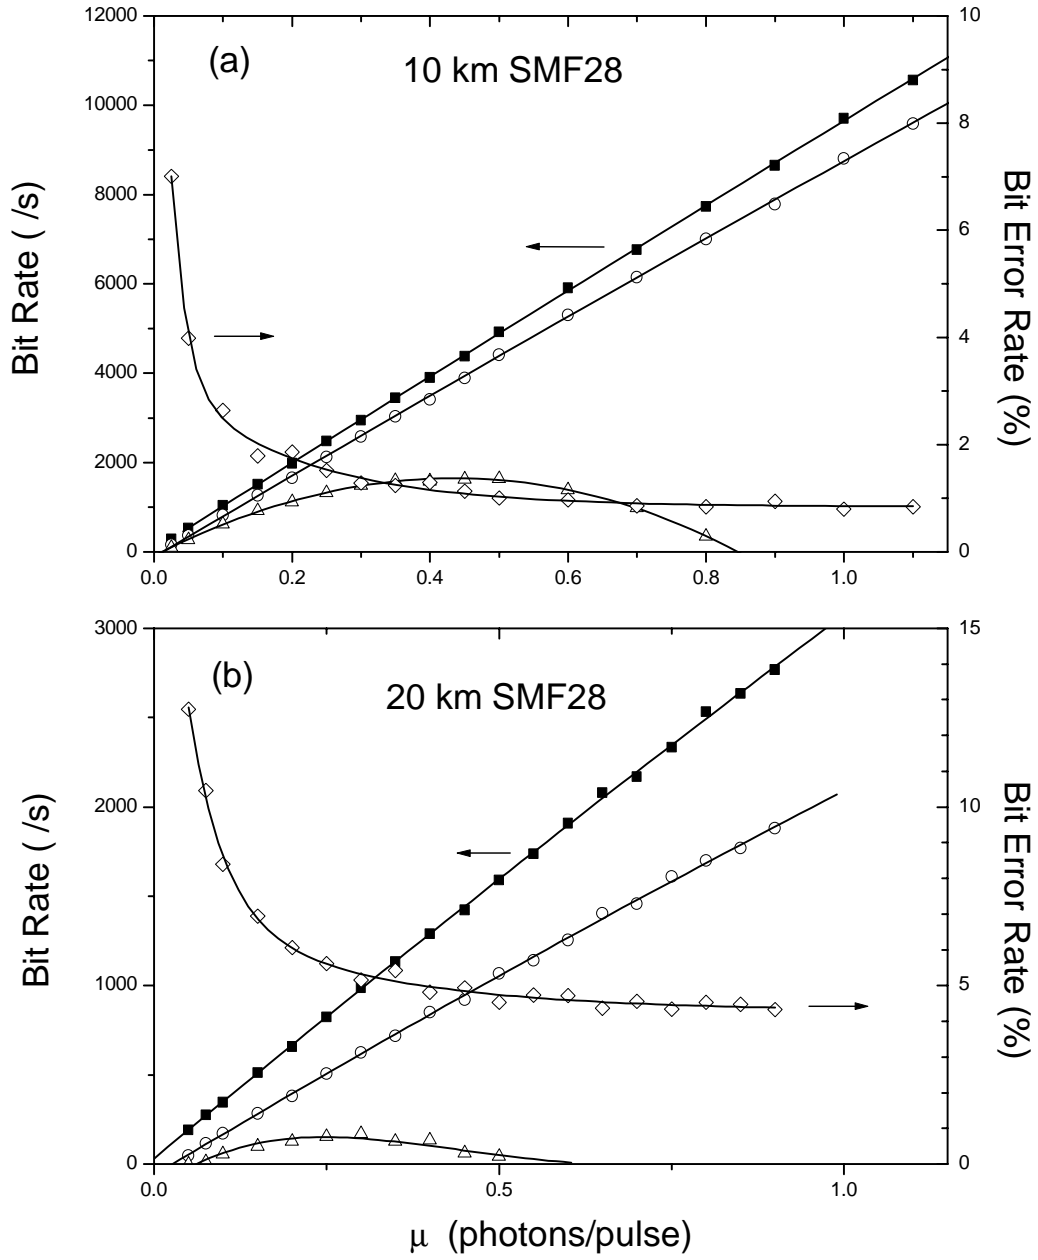 (a)
10 km SMF28
12000
10000
8000
6000
4000
2000
0
Bit Rate ( /s)
10
8
6
4
2
0
Bit Error Rate (%)
0.0 0.2 0.4 0.6 0.8 1.0
(b)
20 km SMF28
3000
2500
2000
1000
500
0
Bit Rate ( /s)
15
10
5
0
Bit Error Rate (%)
0.0 0.5 1.0
μ (photons/pulse)